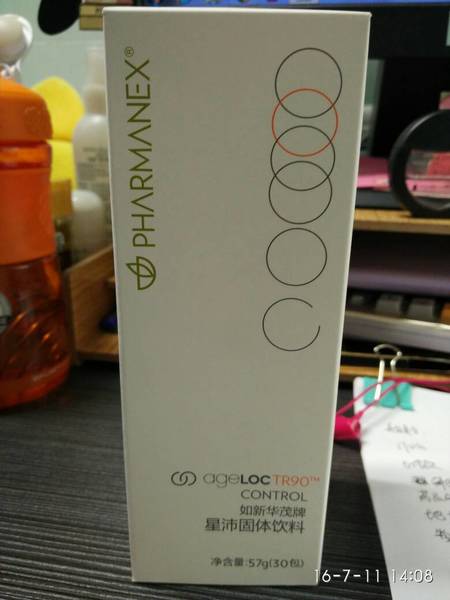 PHARMANEX®
ageLOC TR90™
CONTROL
如新华茂牌
星沛固体饮料
净含量:57g(30包)
16-7-11 14:08